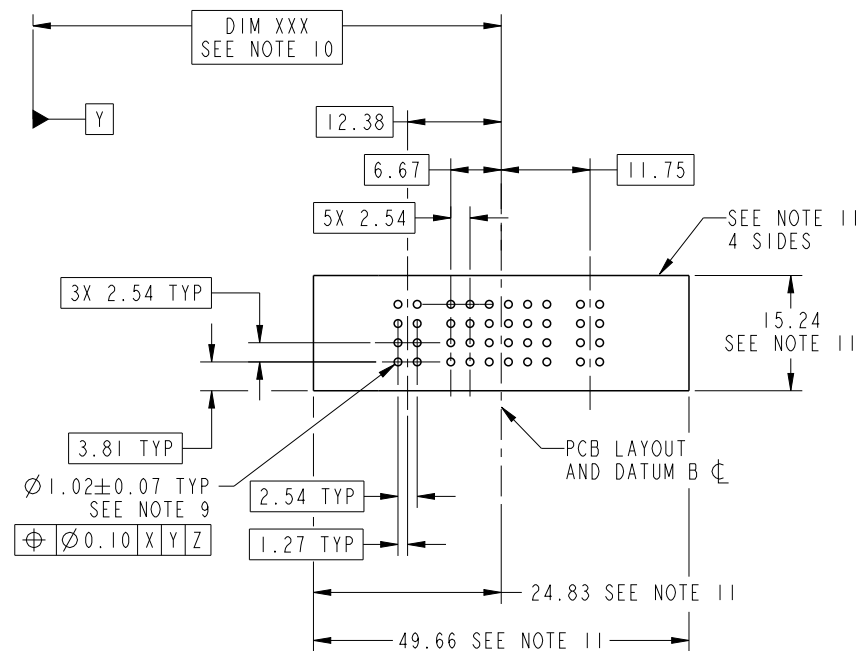 DIM XXX
SEE NOTE 10
Y
12.38
6.67
11.75
5X 2.54
SEE NOTE 11
4 SIDES
3X 2.54 TYP
15.24
SEE NOTE 11
3.81 TYP
PCB LAYOUT
AND DATUM B ℄
⌀1.02±0.07 TYP
SEE NOTE 9
2.54 TYP
⌖ ⌀0.10 X Y Z
1.27 TYP
24.83 SEE NOTE 11
49.66 SEE NOTE 11